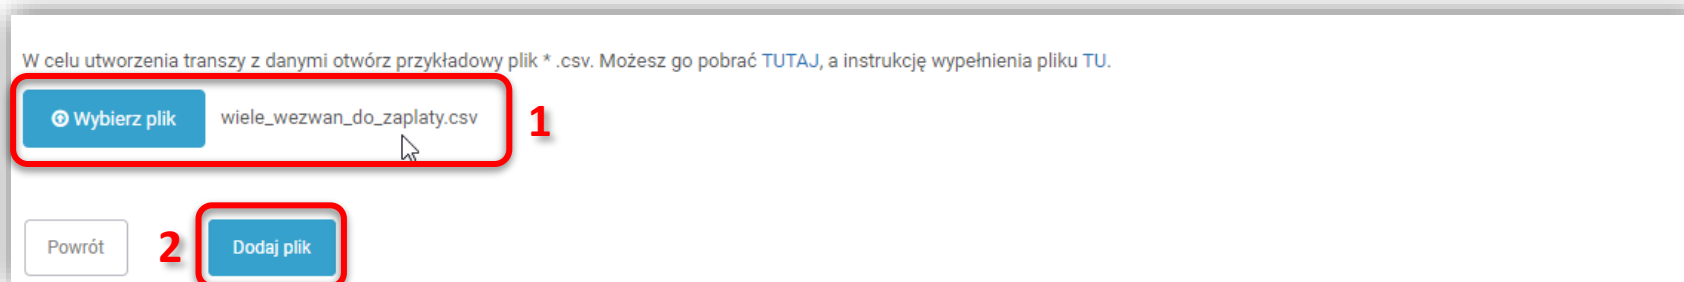 W celu utworzenia transzy z danymi otwórz przykładowy plik * .csv. Możesz go pobrać TUTAJ, a instrukcję wypełnienia pliku TU.
Wybierz plik wiele_wezwan_do_zaplaty.csv 1
Powrót 2 Dodaj plik